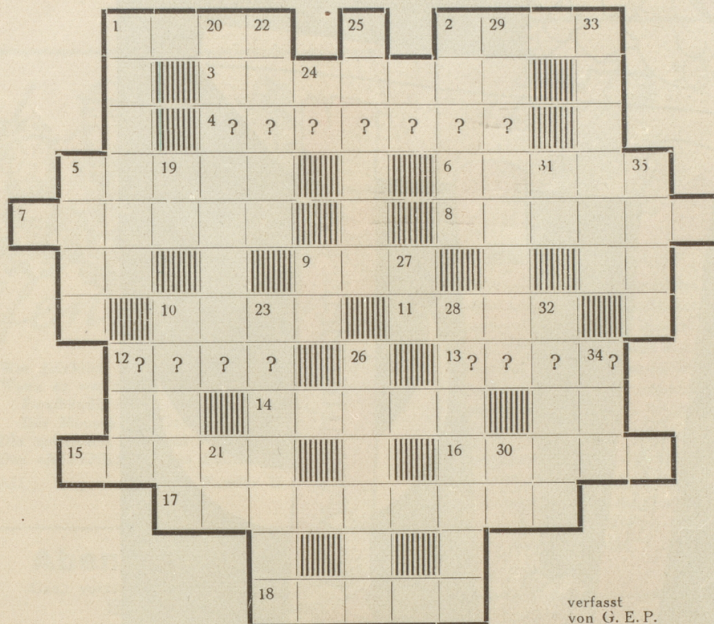 1 20 22 25 2 29 33
3 24
4 ? ? ? ? ? ? ?
5 19 6 31 35
7 8
9 27
10 23 11 28 32
12 ? ? ? ? 26 13 ? ? ? 34 ?
14
15 21 16 30
17
18
verfasst
von G. E. P.